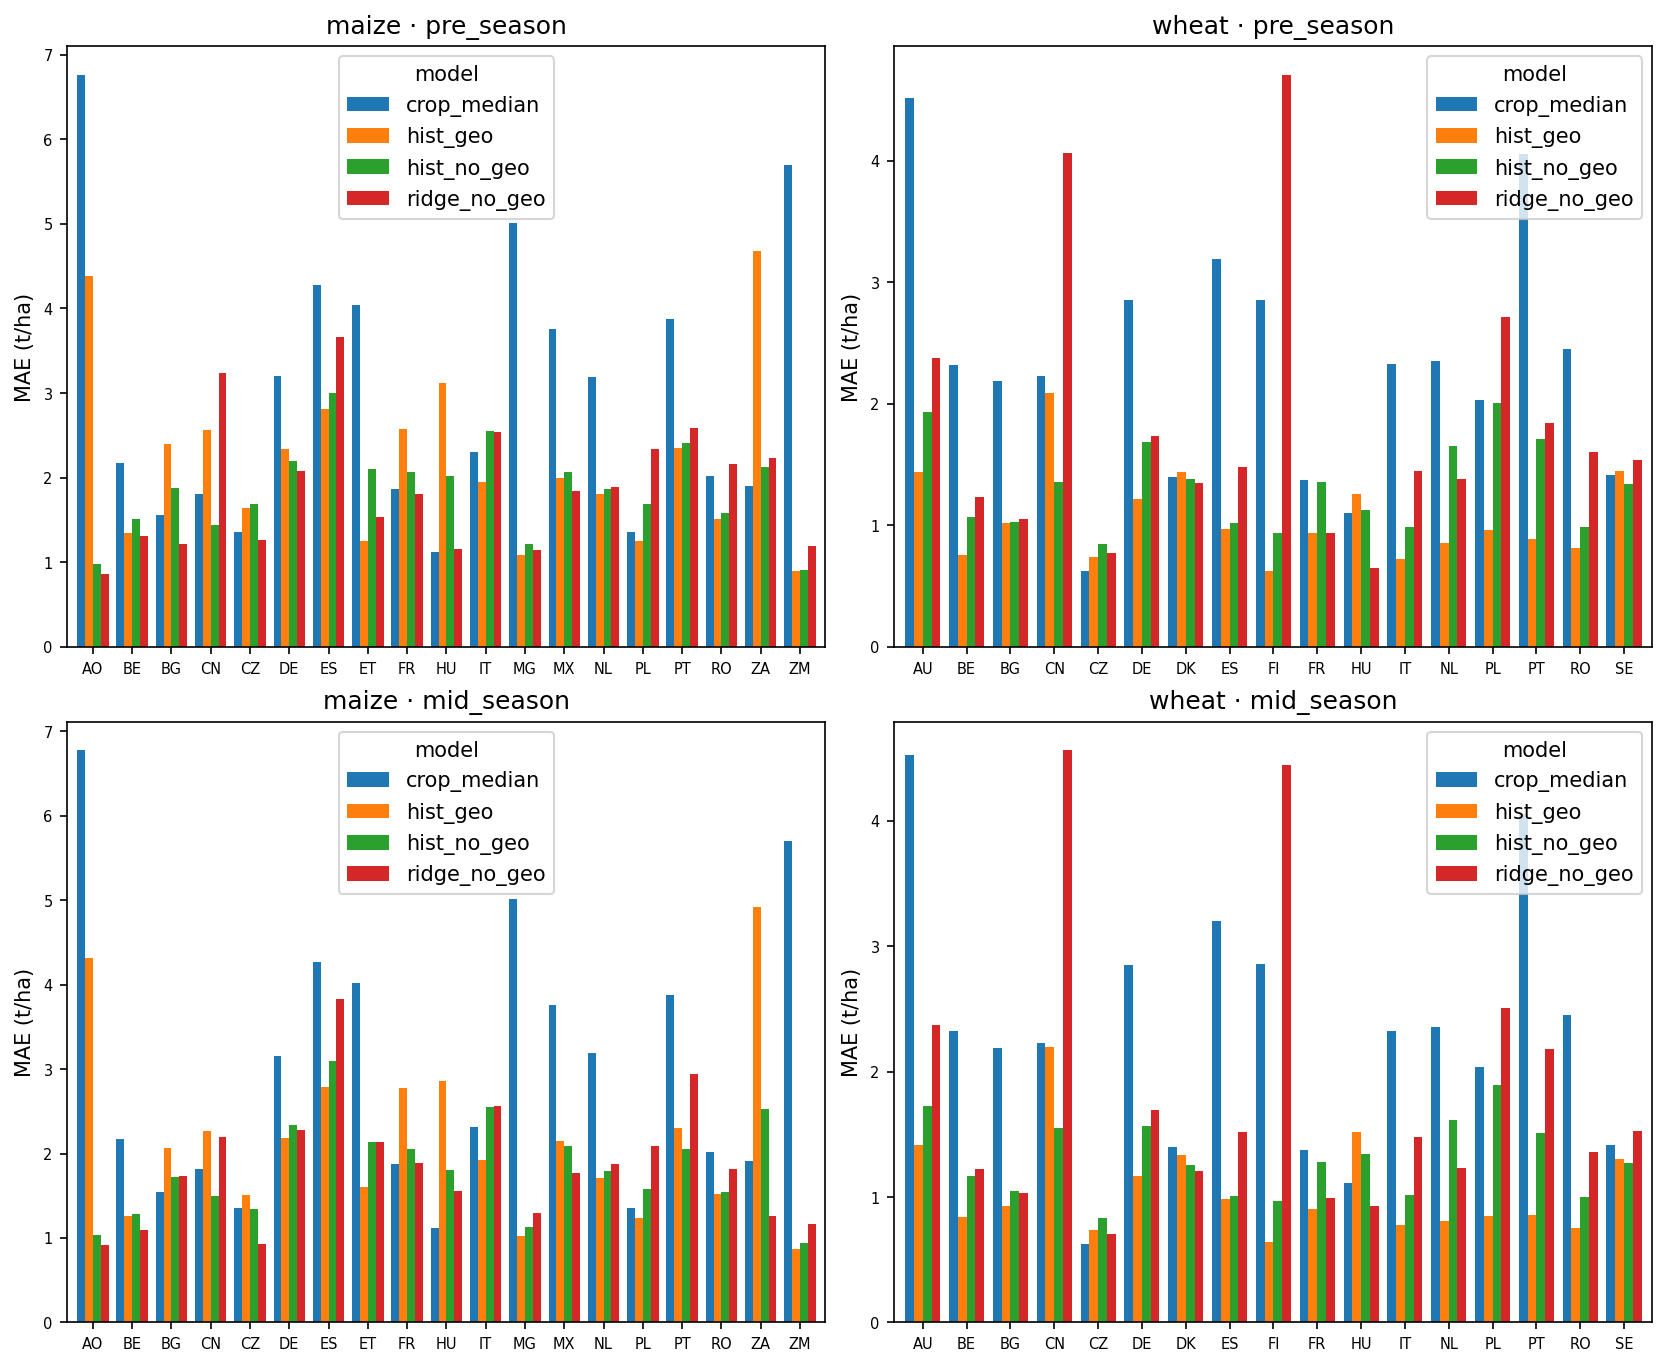 maize · pre_season
MAE (t/ha)
7
6
5
4
3
2
1
0
model
crop_median
hist_geo
hist_no_geo
ridge_no_geo
AO BE BG CN CZ DE ES ET FR HU IT MG MX NL PL PT RO ZA ZM
wheat · pre_season
MAE (t/ha)
4
3
2
1
0
model
crop_median
hist_geo
hist_no_geo
ridge_no_geo
AU BE BG CN CZ DE DK ES FI FR HU IT NL PL PT RO SE
maize · mid_season
MAE (t/ha)
7
6
5
4
3
2
1
0
model
crop_median
hist_geo
hist_no_geo
ridge_no_geo
AO BE BG CN CZ DE ES ET FR HU IT MG MX NL PL PT RO ZA ZM
wheat · mid_season
MAE (t/ha)
4
3
2
1
0
model
crop_median
hist_geo
hist_no_geo
ridge_no_geo
AU BE BG CN CZ DE DK ES FI FR HU IT NL PL PT RO SE